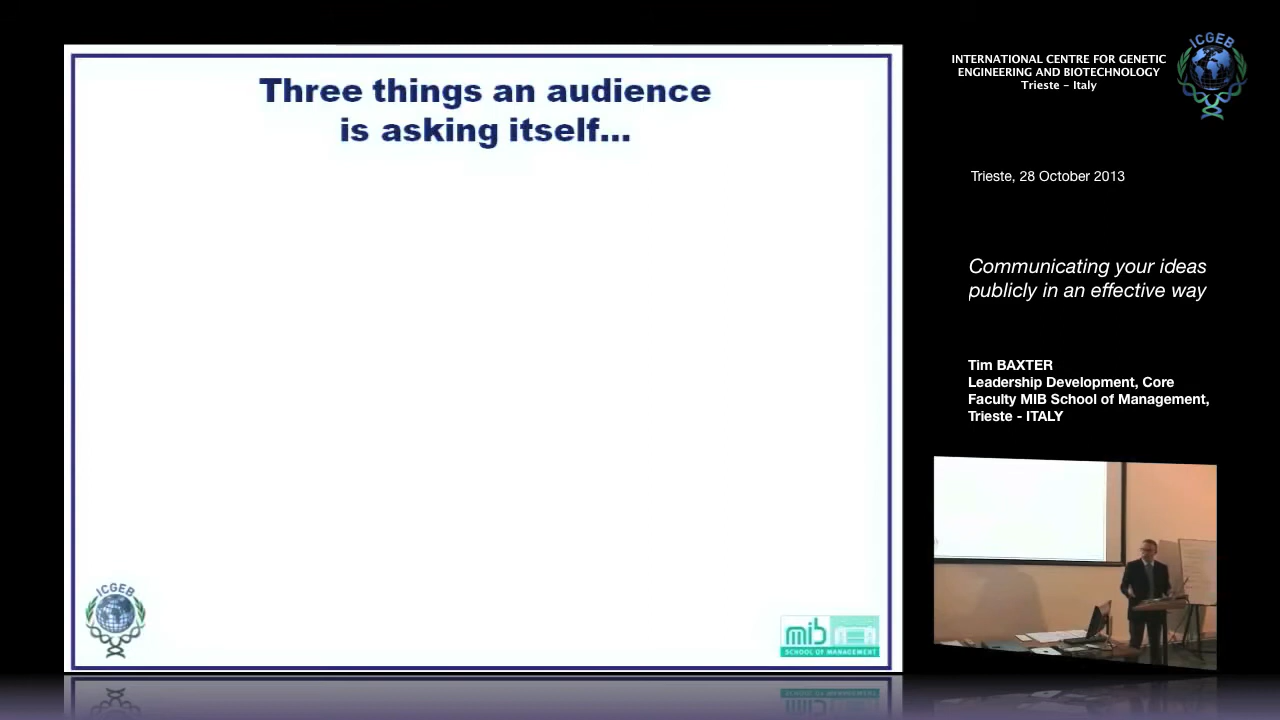 Three things an audience
is asking itself...
ICGEB
mib
SCHOOL OF MANAGEMENT
INTERNATIONAL CENTRE FOR GENETIC
ENGINEERING AND BIOTECHNOLOGY
Trieste - Italy
ICGEB
Trieste, 28 October 2013
Communicating your ideas
publicly in an effective way
Tim BAXTER
Leadership Development, Core
Faculty MIB School of Management,
Trieste - ITALY